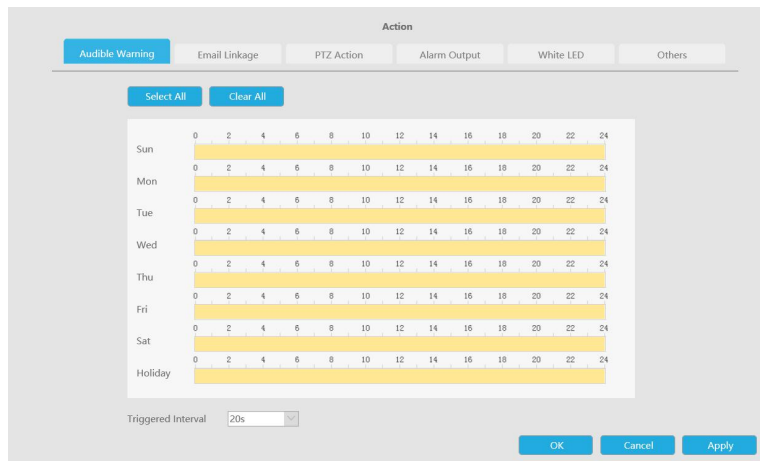 Action
Audible Warning Email Linkage PTZ Action Alarm Output White LED Others
Select All Clear All
0 2 4 6 8 10 12 14 16 18 20 22 24
Sun
0 2 4 6 8 10 12 14 16 18 20 22 24
Mon
0 2 4 6 8 10 12 14 16 18 20 22 24
Tue
0 2 4 6 8 10 12 14 16 18 20 22 24
Wed
0 2 4 6 8 10 12 14 16 18 20 22 24
Thu
0 2 4 6 8 10 12 14 16 18 20 22 24
Fri
0 2 4 6 8 10 12 14 16 18 20 22 24
Sat
0 2 4 6 8 10 12 14 16 18 20 22 24
Holiday
Triggered Interval 20s
OK Cancel Apply